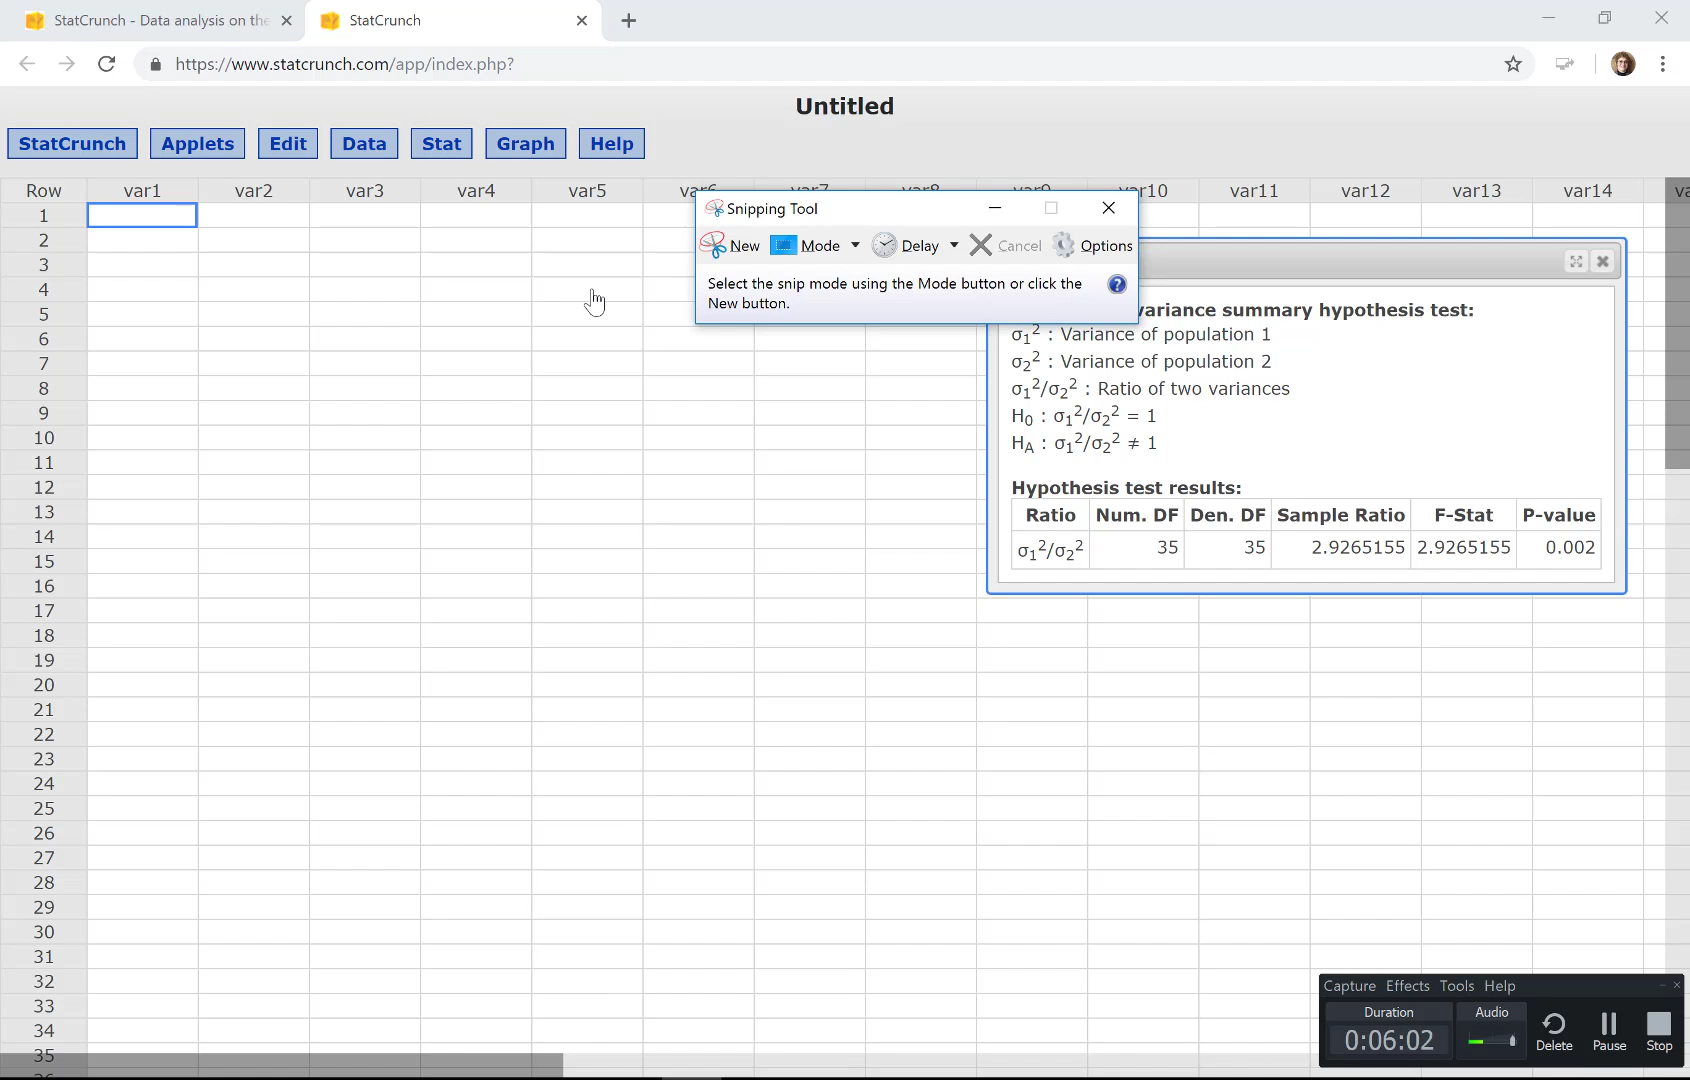 StatCrunch - Data analysis on the
StatCrunch
https://www.statcrunch.com/app/index.php?
Untitled
StatCrunch Applets Edit Data Stat Graph Help
Row var1 var2 var3 var4 var5 var10 var11 var12 var13 var14
Snipping Tool
New Mode Delay Cancel Options
Select the snip mode using the Mode button or click the
New button.
variance summary hypothesis test:
σ₁² : Variance of population 1
σ₂² : Variance of population 2
σ₁²/σ₂² : Ratio of two variances
H₀ : σ₁²/σ₂² = 1
Hᴀ : σ₁²/σ₂² ≠ 1
Hypothesis test results:
Ratio Num. DF Den. DF Sample Ratio F-Stat P-value
σ₁²/σ₂² 35 35 2.9265155 2.9265155 0.002
1
2
3
4
5
6
7
8
9
10
11
12
13
14
15
16
17
18
19
20
21
22
23
24
25
26
27
28
29
30
31
32
33
34
35
Capture Effects Tools Help
Duration Audio
0:06:02
Delete Pause Stop